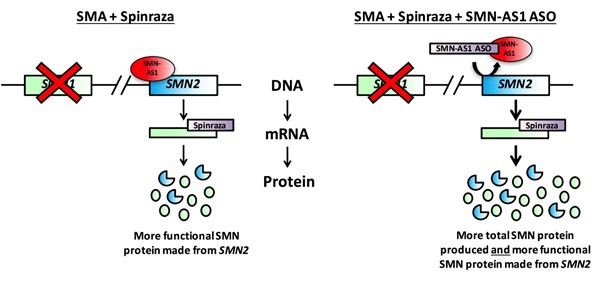 SMA + Spinraza
SMN-
AS1
SMN2
Spinraza
More functional SMN
protein made from SMN2
DNA
mRNA
Protein
SMA + Spinraza + SMN-AS1 ASO
SMN-AS1 ASO
SMN-
AS1
SMN2
Spinraza
More total SMN protein
produced and more functional
SMN protein made from SMN2